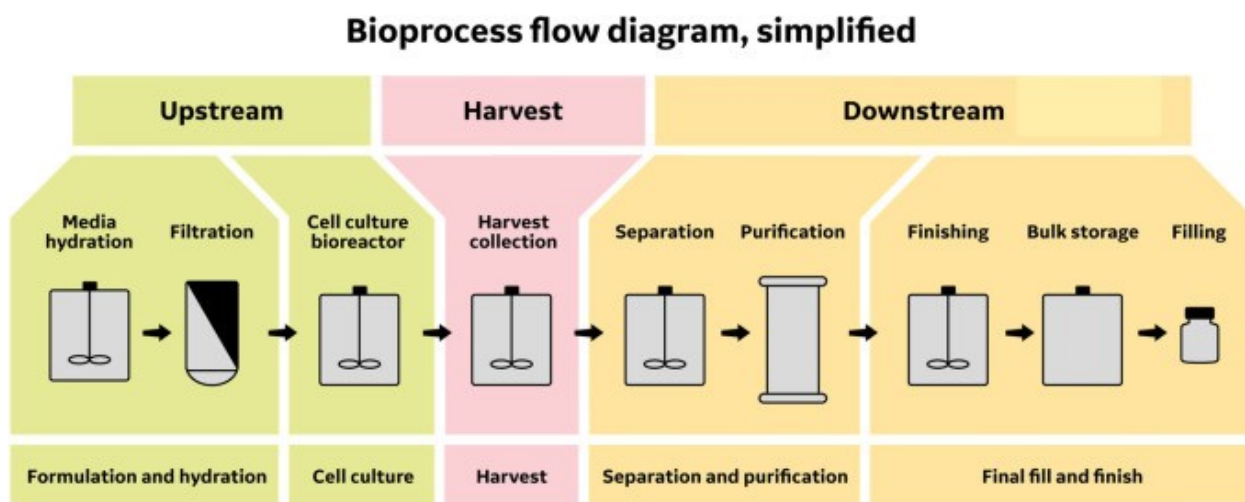 Bioprocess flow diagram, simplified
Upstream
Harvest
Downstream
Media
hydration
Filtration
Cell culture
bioreactor
Harvest
collection
Separation
Purification
Finishing
Bulk storage
Filling
Formulation and hydration
Cell culture
Harvest
Separation and purification
Final fill and finish